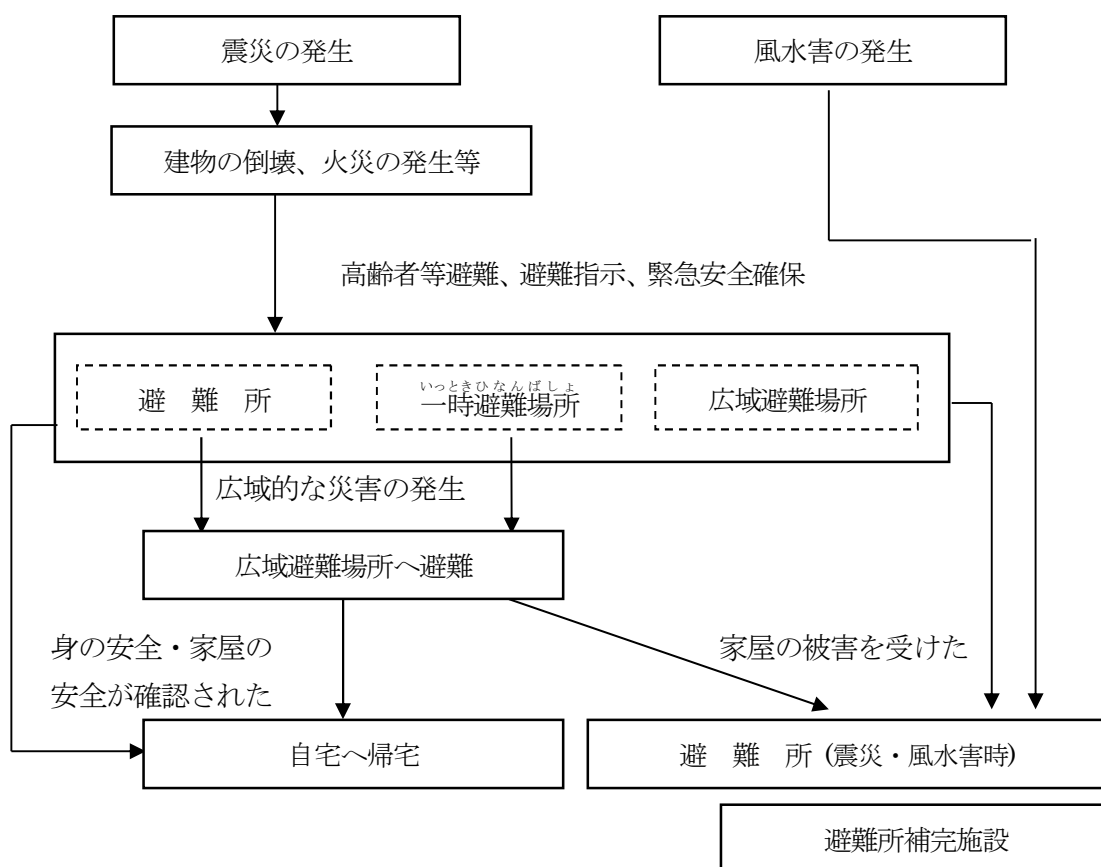 震災の発生
風水害の発生
建物の倒壊、火災の発生等
高齢者等避難、避難指示、緊急安全確保
避　難　所
いっときひなんばしょ
一時避難場所
広域避難場所
広域的な災害の発生
広域避難場所へ避難
身の安全・家屋の
安全が確認された
家屋の被害を受けた
自宅へ帰宅
避　難　所 (震災・風水害時)
避難所補完施設